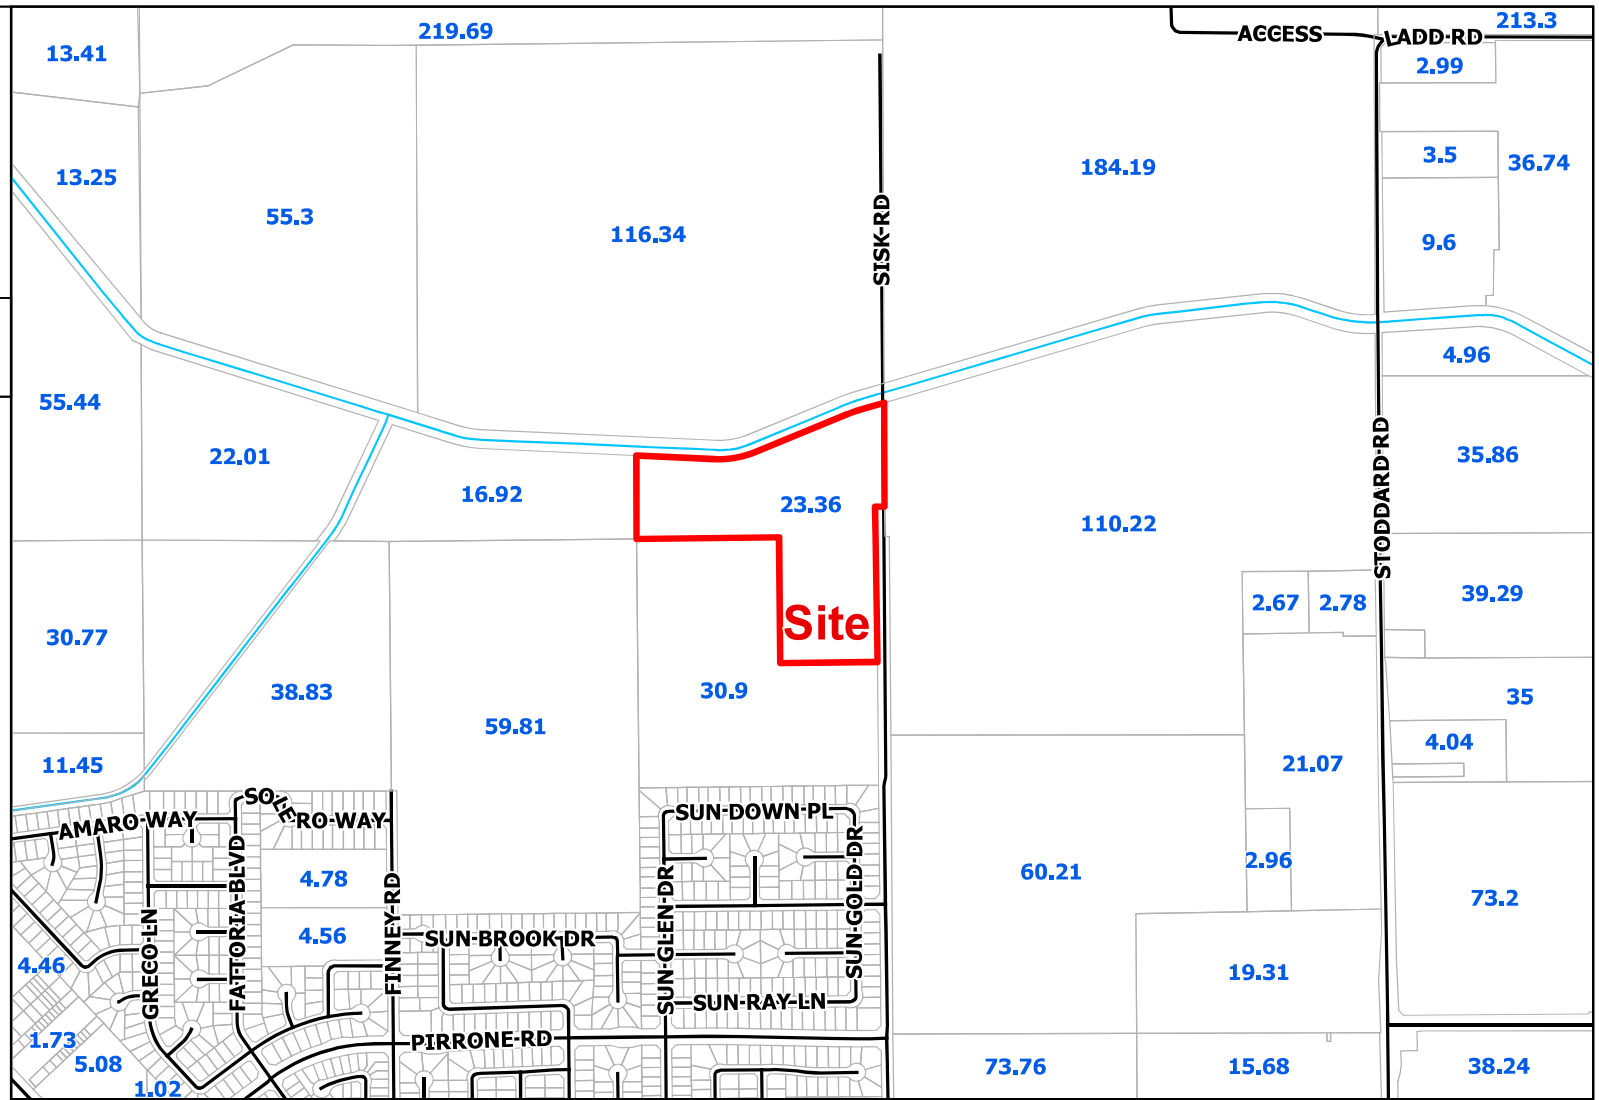 219.69
213.3
ACCESS
LADD RD
13.41
2.99
3.5
36.74
184.19
13.25
55.3
116.34
SISK RD
9.6
4.96
55.44
22.01
16.92
23.36
110.22
STODDARD RD
35.86
39.29
2.67
2.78
Site
30.77
38.83
30.9
59.81
35
4.04
11.45
21.07
AMARO WAY
SOLERO WAY
SUN DOWN PL
4.78
FATTORIA BLVD
FINNEY RD
SUN GLEN DR
SUN GOLD DR
60.21
2.96
73.2
4.56
SUN BROOK DR
GRECO LN
4.46
19.31
SUN RAY LN
1.73
PIRRONE RD
5.08
1.02
73.76
15.68
38.24